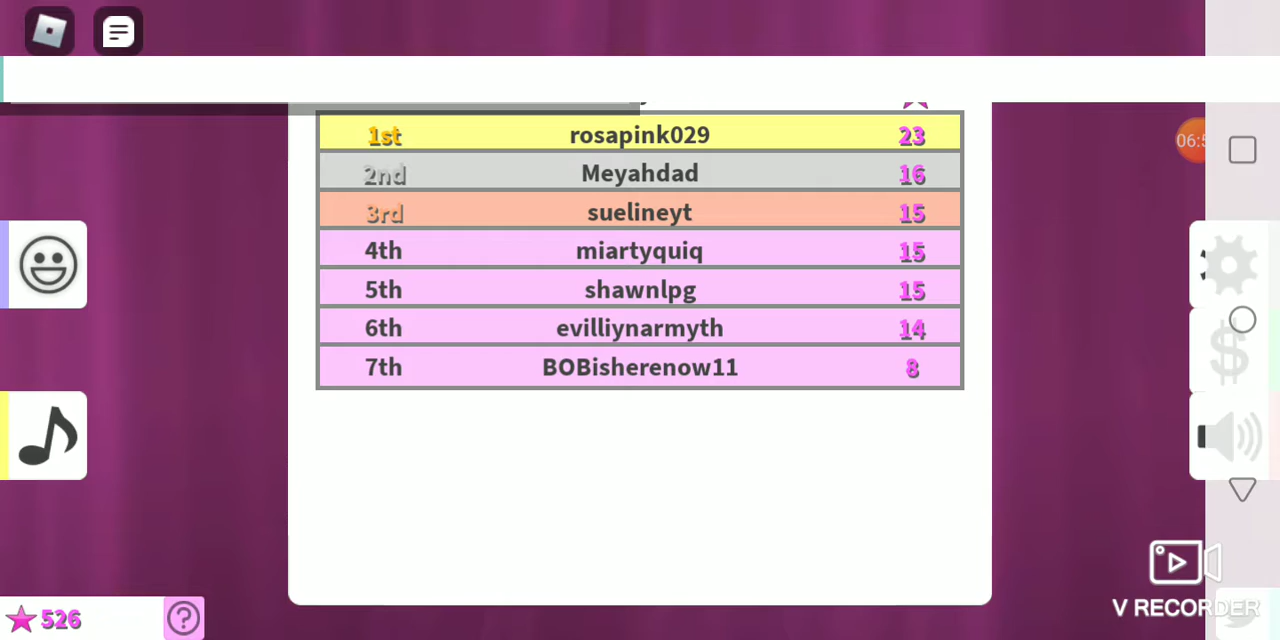 1st rosapink029 23
2nd Meyahdad 16
3rd suelineyt 15
4th miartyquiq 15
5th shawnlpg 15
6th evilliynarmyth 14
7th BOBisherenow11 8
526 ?
$
V RECORDER